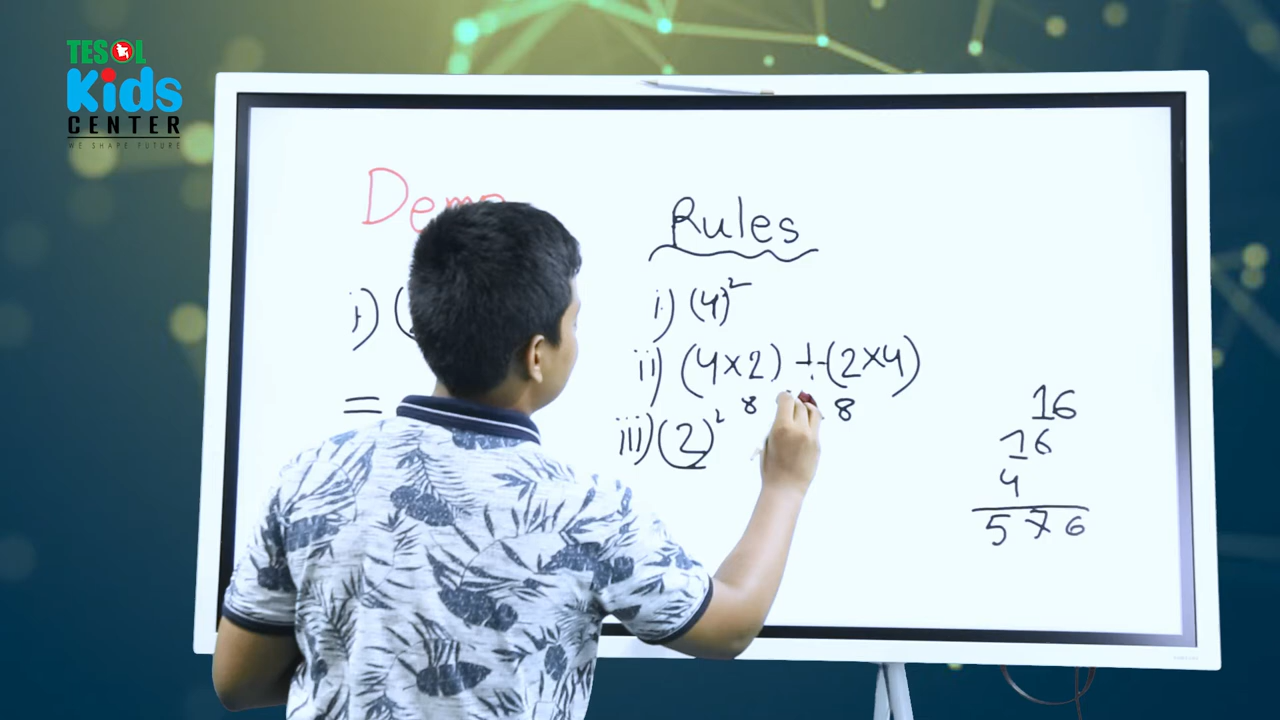 TESOL
Kids
CENTER
WE SHAPE FUTURE
Rules
i) (4)²
ii) (4×2) ÷ (2×4)
8 8
iii) (2)²
i) (
=
16
16
4
576